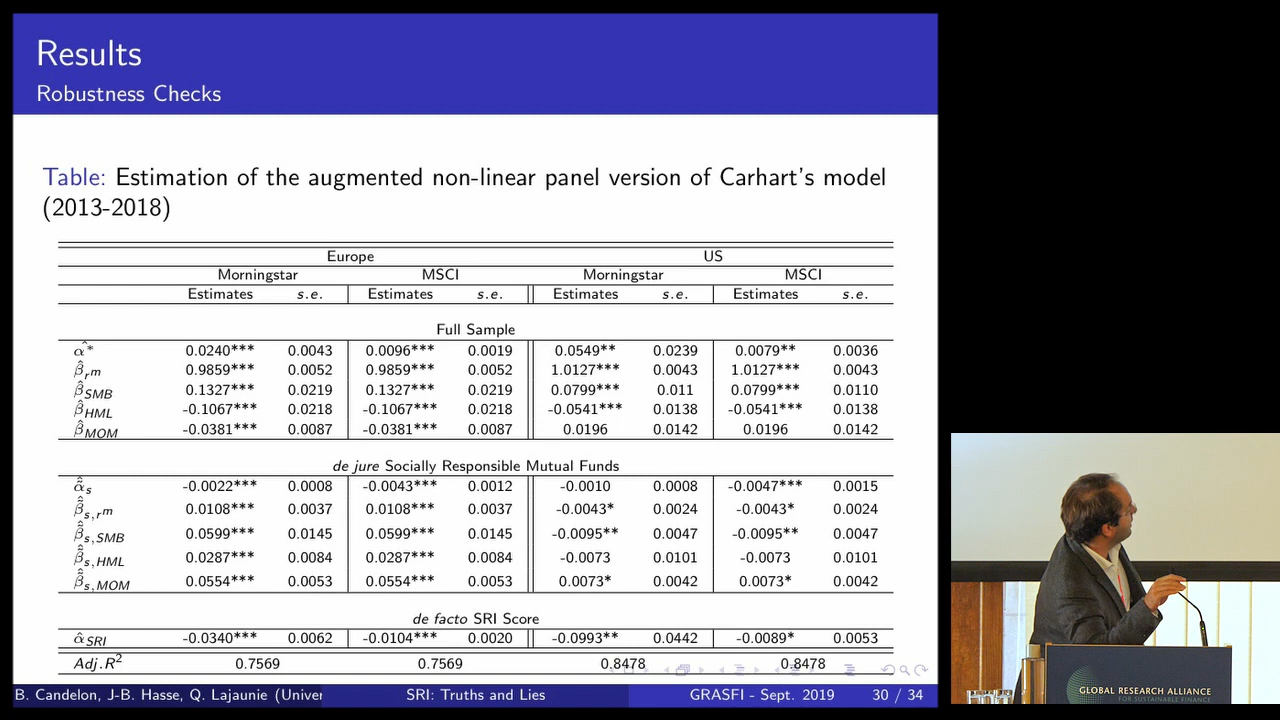 Results
Robustness Checks
Table: Estimation of the augmented non-linear panel version of Carhart's model
(2013-2018)
Europe US
Morningstar MSCI Morningstar MSCI
Estimates s.e. Estimates s.e. Estimates s.e. Estimates s.e.
Full Sample
α̂* 0.0240*** 0.0043 0.0096*** 0.0019 0.0549** 0.0239 0.0079** 0.0036
β̂rm 0.9859*** 0.0052 0.9859*** 0.0052 1.0127*** 0.0043 1.0127*** 0.0043
β̂SMB 0.1327*** 0.0219 0.1327*** 0.0219 0.0799*** 0.011 0.0799*** 0.0110
β̂HML -0.1067*** 0.0218 -0.1067*** 0.0218 -0.0541*** 0.0138 -0.0541*** 0.0138
β̂MOM -0.0381*** 0.0087 -0.0381*** 0.0087 0.0196 0.0142 0.0196 0.0142
de jure Socially Responsible Mutual Funds
α̂̂s -0.0022*** 0.0008 -0.0043*** 0.0012 -0.0010 0.0008 -0.0047*** 0.0015
β̂̂s,rm 0.0108*** 0.0037 0.0108*** 0.0037 -0.0043* 0.0024 -0.0043* 0.0024
β̂̂s,SMB 0.0599*** 0.0145 0.0599*** 0.0145 -0.0095** 0.0047 -0.0095** 0.0047
β̂̂s,HML 0.0287*** 0.0084 0.0287*** 0.0084 -0.0073 0.0101 -0.0073 0.0101
β̂̂s,MOM 0.0554*** 0.0053 0.0554*** 0.0053 0.0073* 0.0042 0.0073* 0.0042
de facto SRI Score
α̂SRI -0.0340*** 0.0062 -0.0104*** 0.0020 -0.0993** 0.0442 -0.0089* 0.0053
Adj.R² 0.7569 0.7569 0.8478 0.8478
B. Candelon, J-B. Hasse, Q. Lajaunie (Univer SRI: Truths and Lies GRASFI - Sept. 2019 30 / 34
GLOBAL RESEARCH ALLIANCE
FOR SUSTAINABLE FINANCE